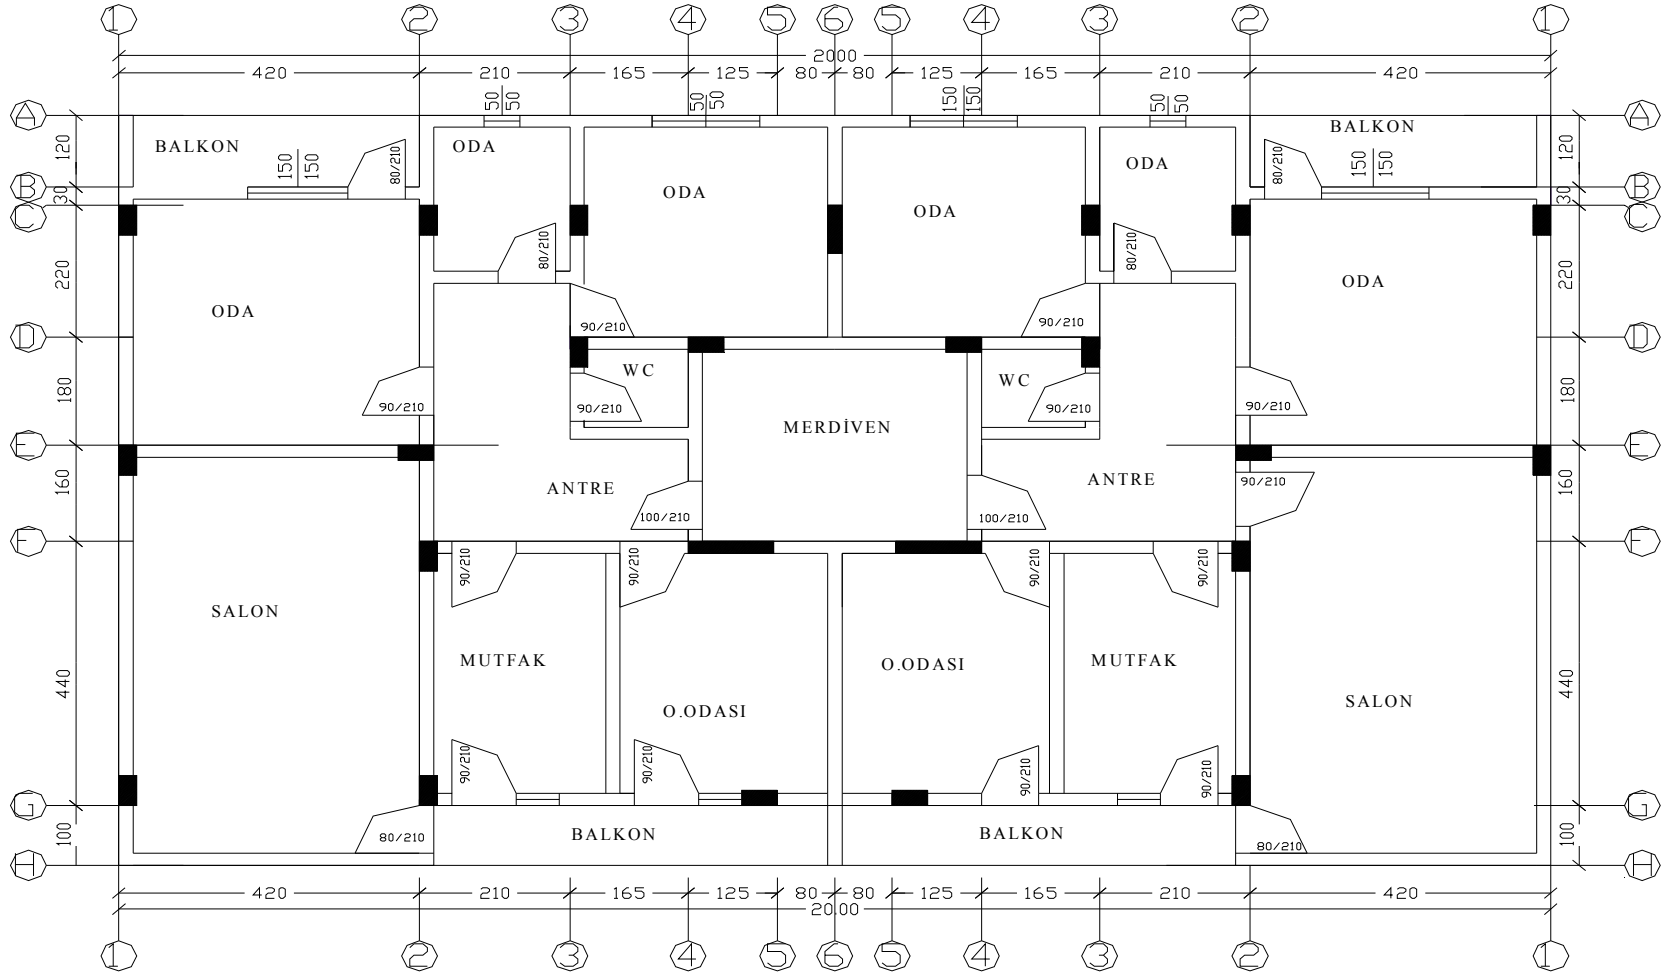 1 2 3 4 5 6 5 4 3 2 1
2000
420 210 165 125 80 80 125 165 210 420
50 50 50 50 150 150 50 50
A A
BALKON ODA ODA BALKON
120 150 150 80/210 80/210 150 150 120
B B
30 ODA ODA 30
C C
80/210 80/210
220 ODA ODA 220
90/210 90/210
D D
WC WC
180 90/210 90/210 90/210 90/210 180
MERDİVEN
E E
160 ANTRE ANTRE 90/210 160
100/210 100/210
F F
90/210 90/210 90/210 90/210
SALON
MUTFAK O.ODASI MUTFAK
440 O.ODASI SALON 440
90/210 90/210 90/210 90/210
G G
100 80/210 BALKON BALKON 80/210 100
H H
420 210 165 125 80 80 125 165 210 420
20.00
1 2 3 4 5 6 5 4 3 2 1